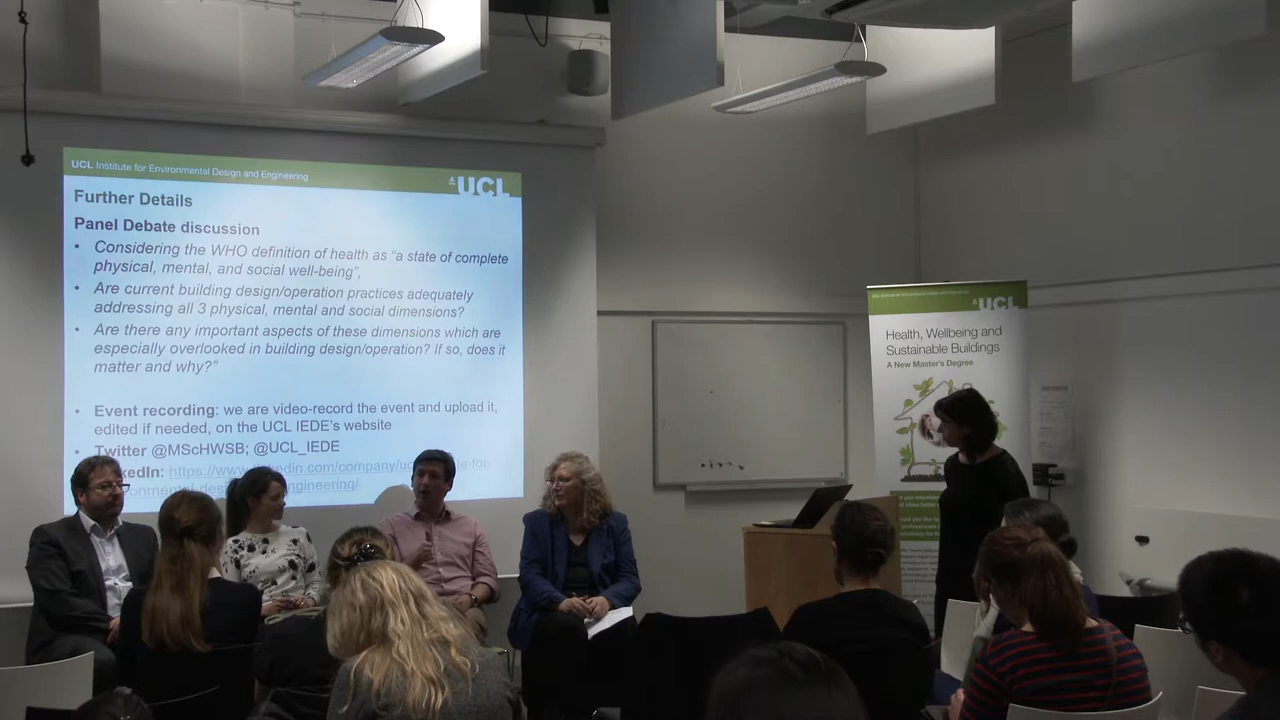 UCL Institute for Environmental Design and Engineering
UCL
Further Details
Panel Debate discussion
• Considering the WHO definition of health as “a state of complete
physical, mental, and social well-being”,
• Are current building design/operation practices adequately
addressing all 3 physical, mental and social dimensions?
• Are there any important aspects of these dimensions which are
especially overlooked in building design/operation? If so, does it
matter and why?”
• Event recording: we are video-record the event and upload it,
edited if needed, on the UCL IEDE’s website
• Twitter @MScHWSB; @UCL_IEDE
UCL
Health, Wellbeing and
Sustainable Buildings
A New Master's Degree